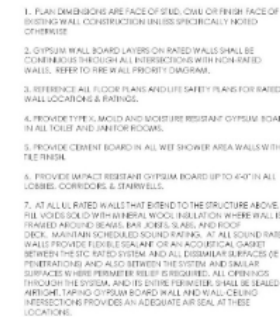 1. PLAN DIMENSIONS ARE FACE OF STUD, CMU OR FINISH FACE OF
EXISTING WALL CONSTRUCTION UNLESS SPECIFICALLY NOTED
OTHERWISE
2. GYPSUM WALL BOARD LAYERS ON RATED WALLS SHALL BE
CONTINUOUS THROUGH ALL INTERSECTIONS WITH NON-RATED
WALLS. REFER TO FIRE WALL PRIORITY DIAGRAM.
3. REFERENCE ALL FLOOR PLANS AND LIFE SAFETY PLANS FOR RATED
WALL LOCATIONS & RATINGS.
4. PROVIDE TYPE X, MOLD AND MOISTURE RESISTANT GYPSUM BOAR
IN ALL TOILET AND JANITOR ROOMS.
5. PROVIDE CEMENT BOARD IN ALL WET SHOWER AREA WALLS WITH
TILE FINISH.
6. PROVIDE IMPACT RESISTANT GYPSUM BOARD UP TO 4'-0" IN ALL
LOBBIES, CORRIDORS, & STAIRWELLS.
7. AT ALL UL RATED WALLS THAT EXTEND TO THE STRUCTURE ABOVE,
FILL VOIDS SOLID WITH MINERAL WOOL INSULATION WHERE WALL IS
FRAMED AROUND BEAMS, BAR JOISTS, SLABS, AND ROOF
DECK. MAINTAIN SCHEDULED SOUND RATING. AT ALL SOUND RATE
WALLS PROVIDE FLEXIBLE SEALANT OR AN ACOUSTICAL GASKET
BETWEEN THE STC RATED SYSTEM AND ALL DISSIMILAR SURFACES (IE
PENETRATIONS) AND ALSO BETWEEN THE SYSTEM AND SIMILAR
SURFACES WHERE PERIMETER RELIEF IS REQUIRED. ALL OPENINGS
THROUGH THE SYSTEM, AND ITS ENTIRE PERIMETER, SHALL BE SEALED
AIRTIGHT. TAPING GYPSUM BOARD WALL AND WALL-CEILING
INTERSECTIONS PROVIDES AN ADEQUATE AIR SEAL AT THESE
LOCATIONS.